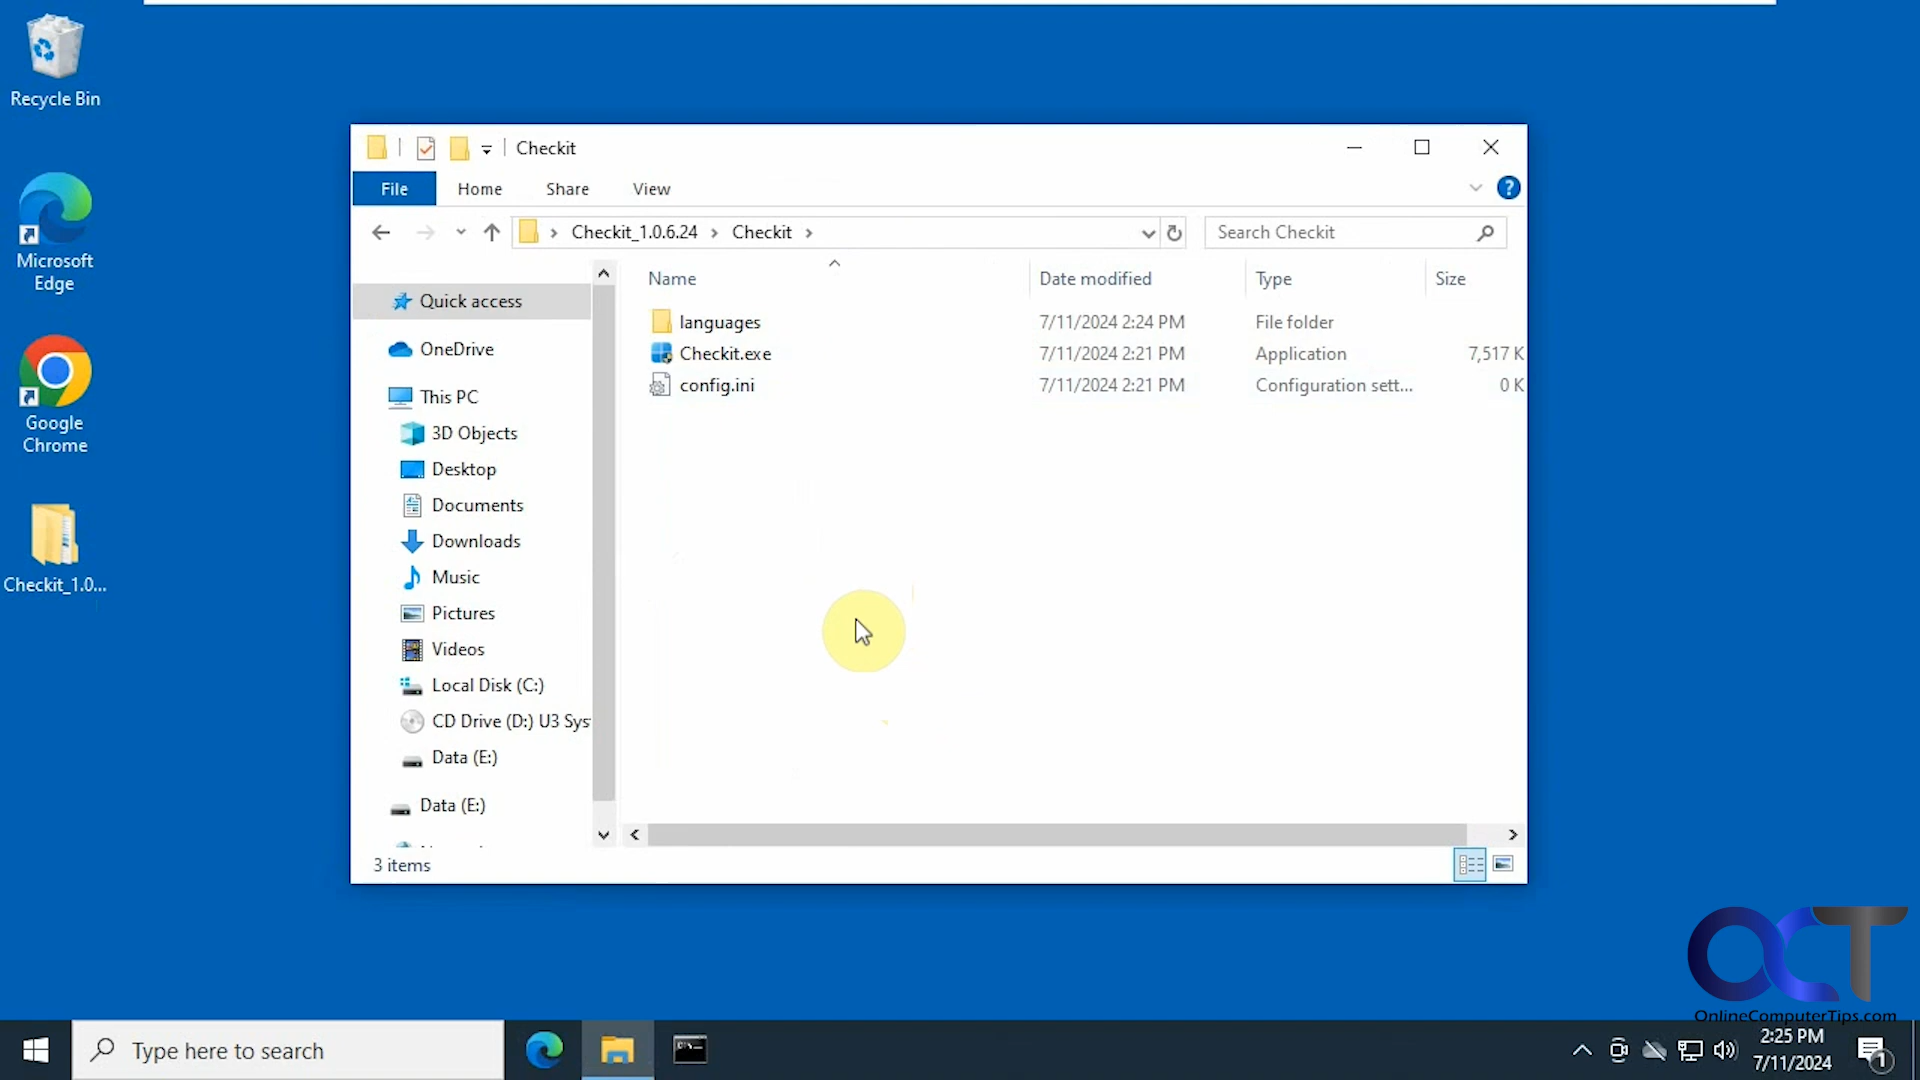 Recycle Bin
Microsoft
Edge
Google
Chrome
Checkit_1.0...
Checkit
File
Home
Share
View
Checkit_1.0.6.24
Checkit
Search Checkit
Name
Date modified
Type
Size
languages
7/11/2024 2:24 PM
File folder
Checkit.exe
7/11/2024 2:21 PM
Application
7,517 K
config.ini
7/11/2024 2:21 PM
Configuration sett...
0 K
Quick access
OneDrive
This PC
3D Objects
Desktop
Documents
Downloads
Music
Pictures
Videos
Local Disk (C:)
CD Drive (D:) U3 Sys
Data (E:)
Data (E:)
3 items
OCT
OnlineComputerTips.com
Type here to search
2:25 PM
7/11/2024
1